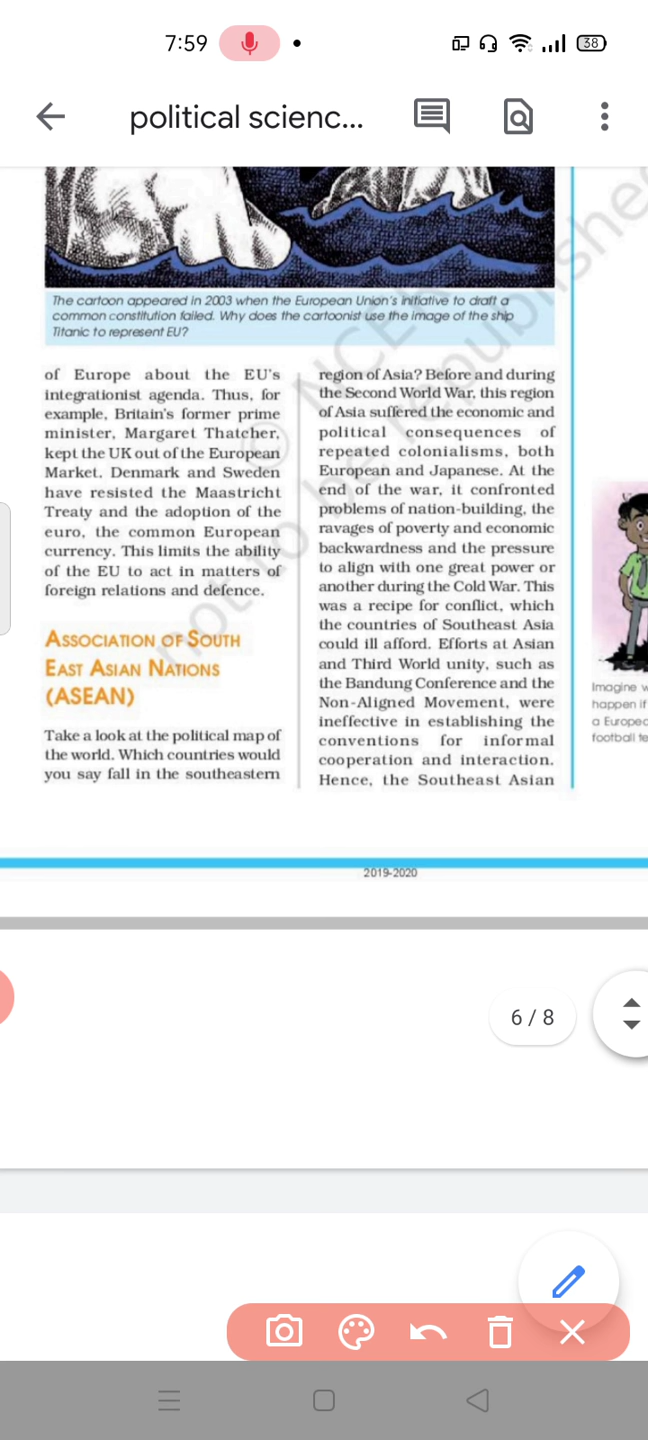 7:59
38
political scienc...
The cartoon appeared in 2003 when the European Union's initiative to draft a
common constitution failed. Why does the cartoonist use the image of the ship
Titanic to represent EU?
of Europe about the EU's
integrationist agenda. Thus, for
example, Britain's former prime
minister, Margaret Thatcher,
kept the UK out of the European
Market. Denmark and Sweden
have resisted the Maastricht
Treaty and the adoption of the
euro, the common European
currency. This limits the ability
of the EU to act in matters of
foreign relations and defence.
ASSOCIATION OF SOUTH
EAST ASIAN NATIONS
(ASEAN)
Take a look at the political map of
the world. Which countries would
you say fall in the southeastern
region of Asia? Before and during
the Second World War, this region
of Asia suffered the economic and
political consequences of
repeated colonialisms, both
European and Japanese. At the
end of the war, it confronted
problems of nation-building, the
ravages of poverty and economic
backwardness and the pressure
to align with one great power or
another during the Cold War. This
was a recipe for conflict, which
the countries of Southeast Asia
could ill afford. Efforts at Asian
and Third World unity, such as
the Bandung Conference and the
Non-Aligned Movement, were
ineffective in establishing the
conventions for informal
cooperation and interaction.
Hence, the Southeast Asian
Imagine
happen if
a
football
not to be republished
2019-2020
6 / 8